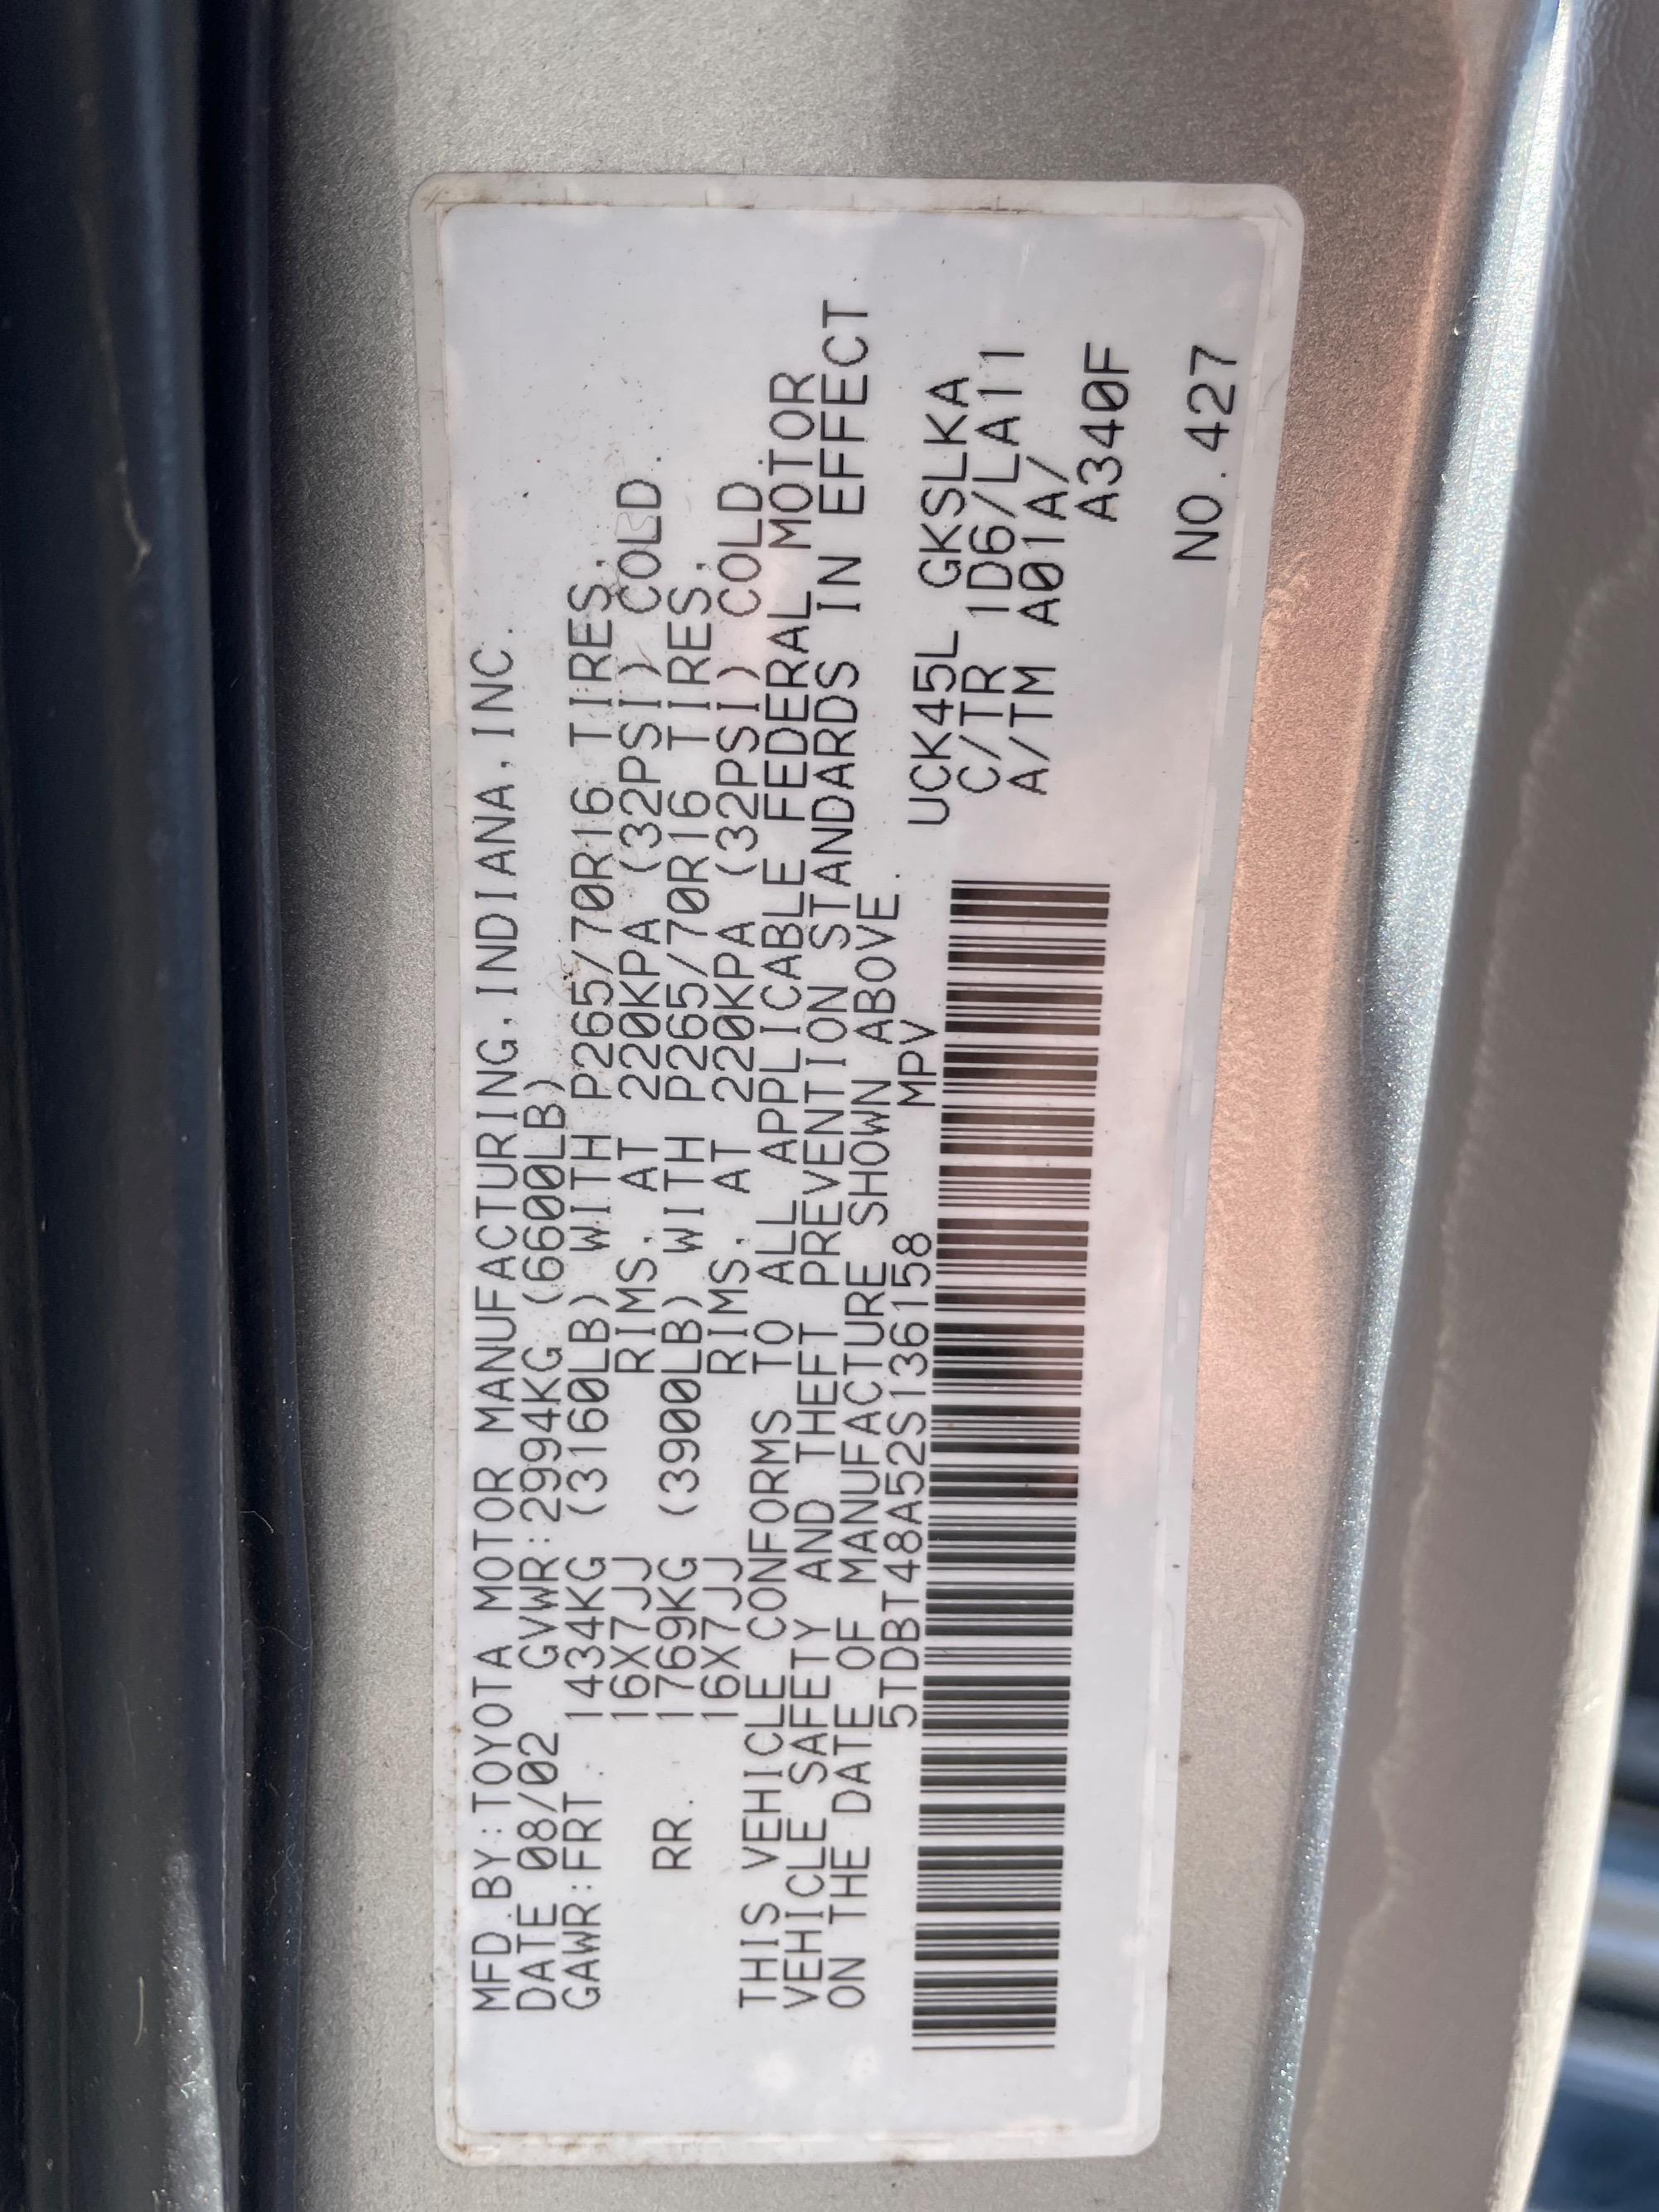 MFD.BY:TOYOTA MOTOR MANUFACTURING,INDIANA,INC.
DATE 08/02 GVWR:2994KG (6600LB)
GAWR:FRT. 1434KG (3160LB) WITH P265/70R16 TIRES,
16X7JJ RIMS, AT 220KPA (32PSI) COLD.
RR. 1769KG (3900LB) WITH P265/70R16 TIRES,
16X7JJ RIMS, AT 220KPA (32PSI) COLD
THIS VEHICLE CONFORMS TO ALL APPLICABLE FEDERAL MOTOR
VEHICLE SAFETY AND THEFT PREVENTION STANDARDS IN EFFECT
ON THE DATE OF MANUFACTURE SHOWN ABOVE.
5TDBT48A52S136158 MPV
UCK45L GKSLKA
C/TR 1D6/LA11
A/TM A01A/
A340F
NO.427